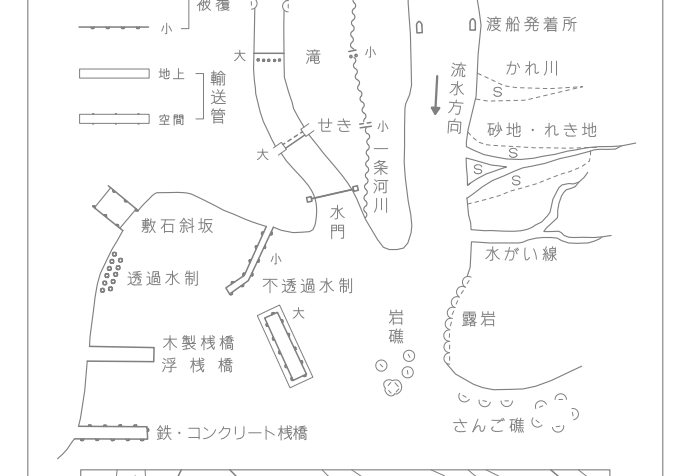 被覆
小
大
滝
小
渡船発着所
かれ川
S
地上
輸送管
空間
流水方向
せき
小
大
砂地・れき地
S
S
S
一条河川
水門
敷石斜坂
小
水がい線
透過水制
不透過水制
大
岩礁
露岩
木製桟橋
浮桟橋
鉄・コンクリート桟橋
さんご礁